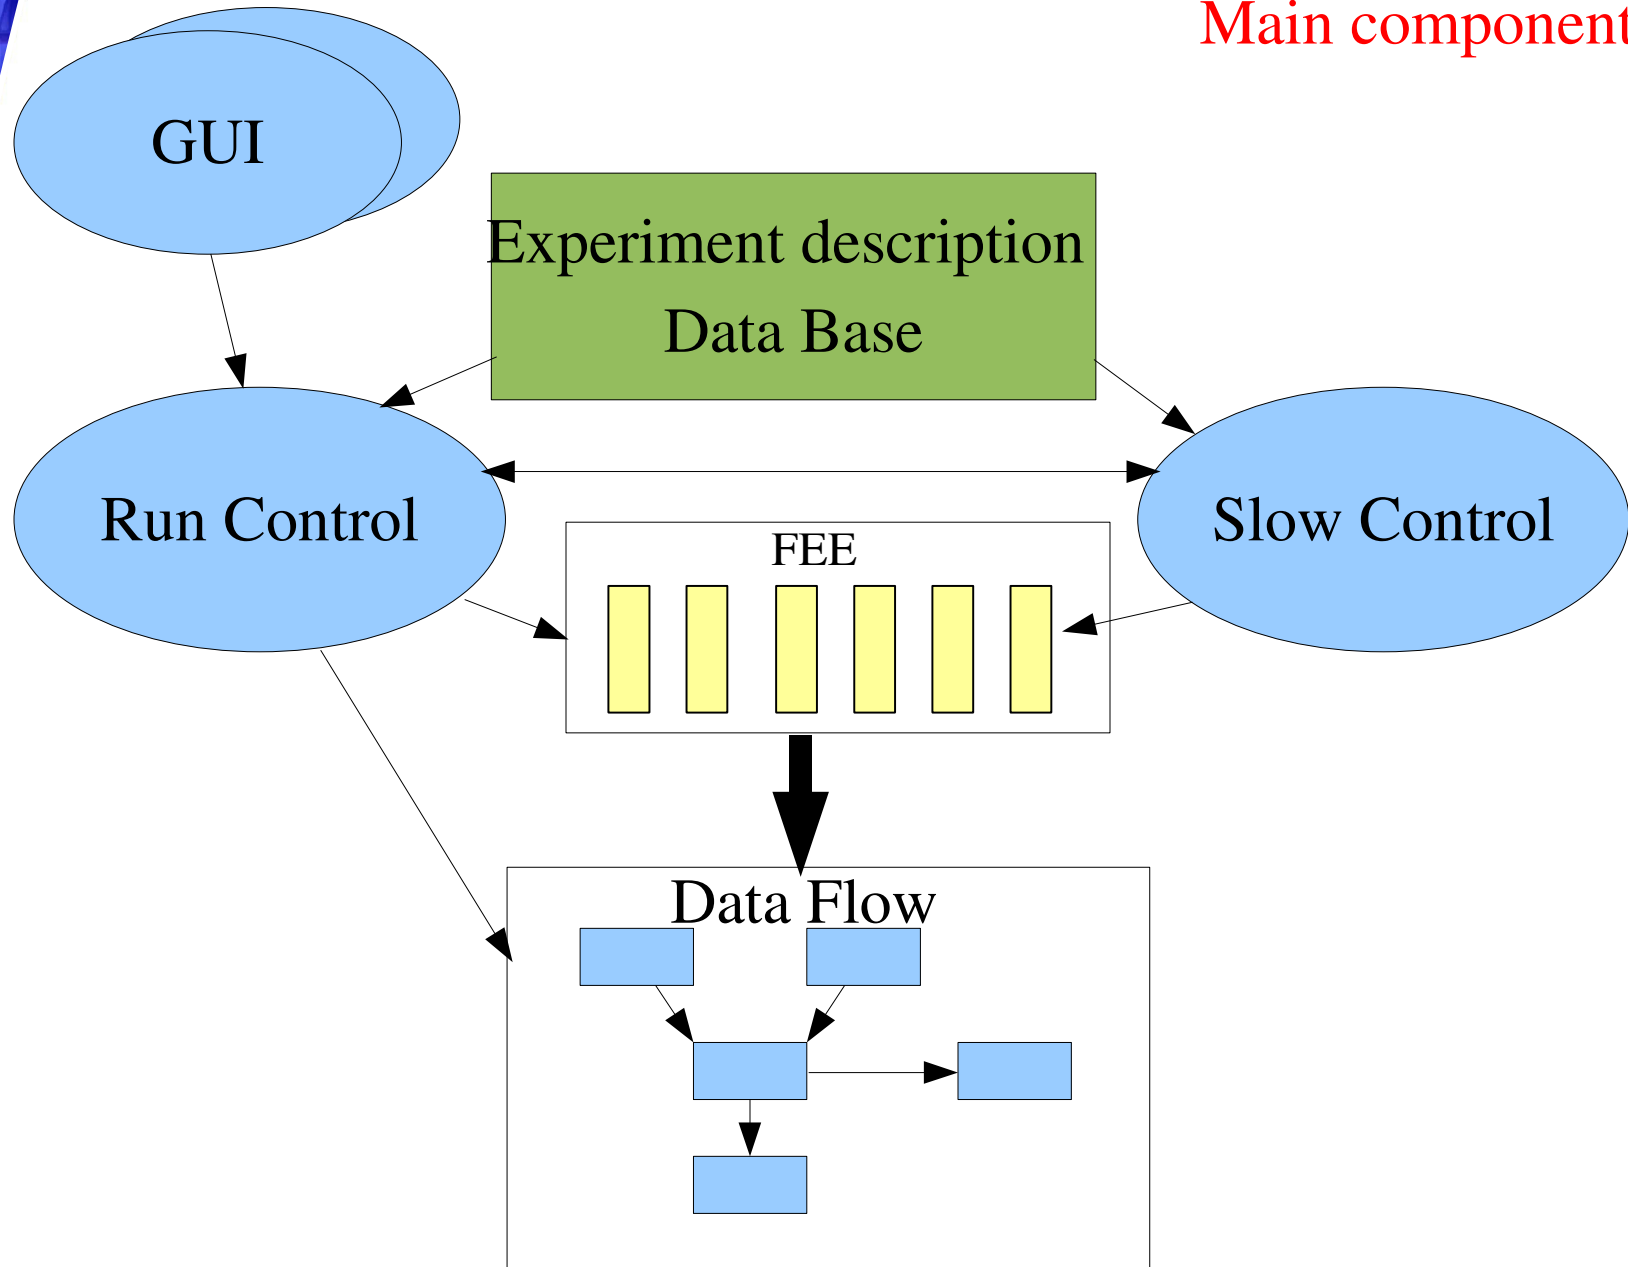 Main component
GUI
Experiment description
Data Base
Run Control
Slow Control
FEE
Data Flow